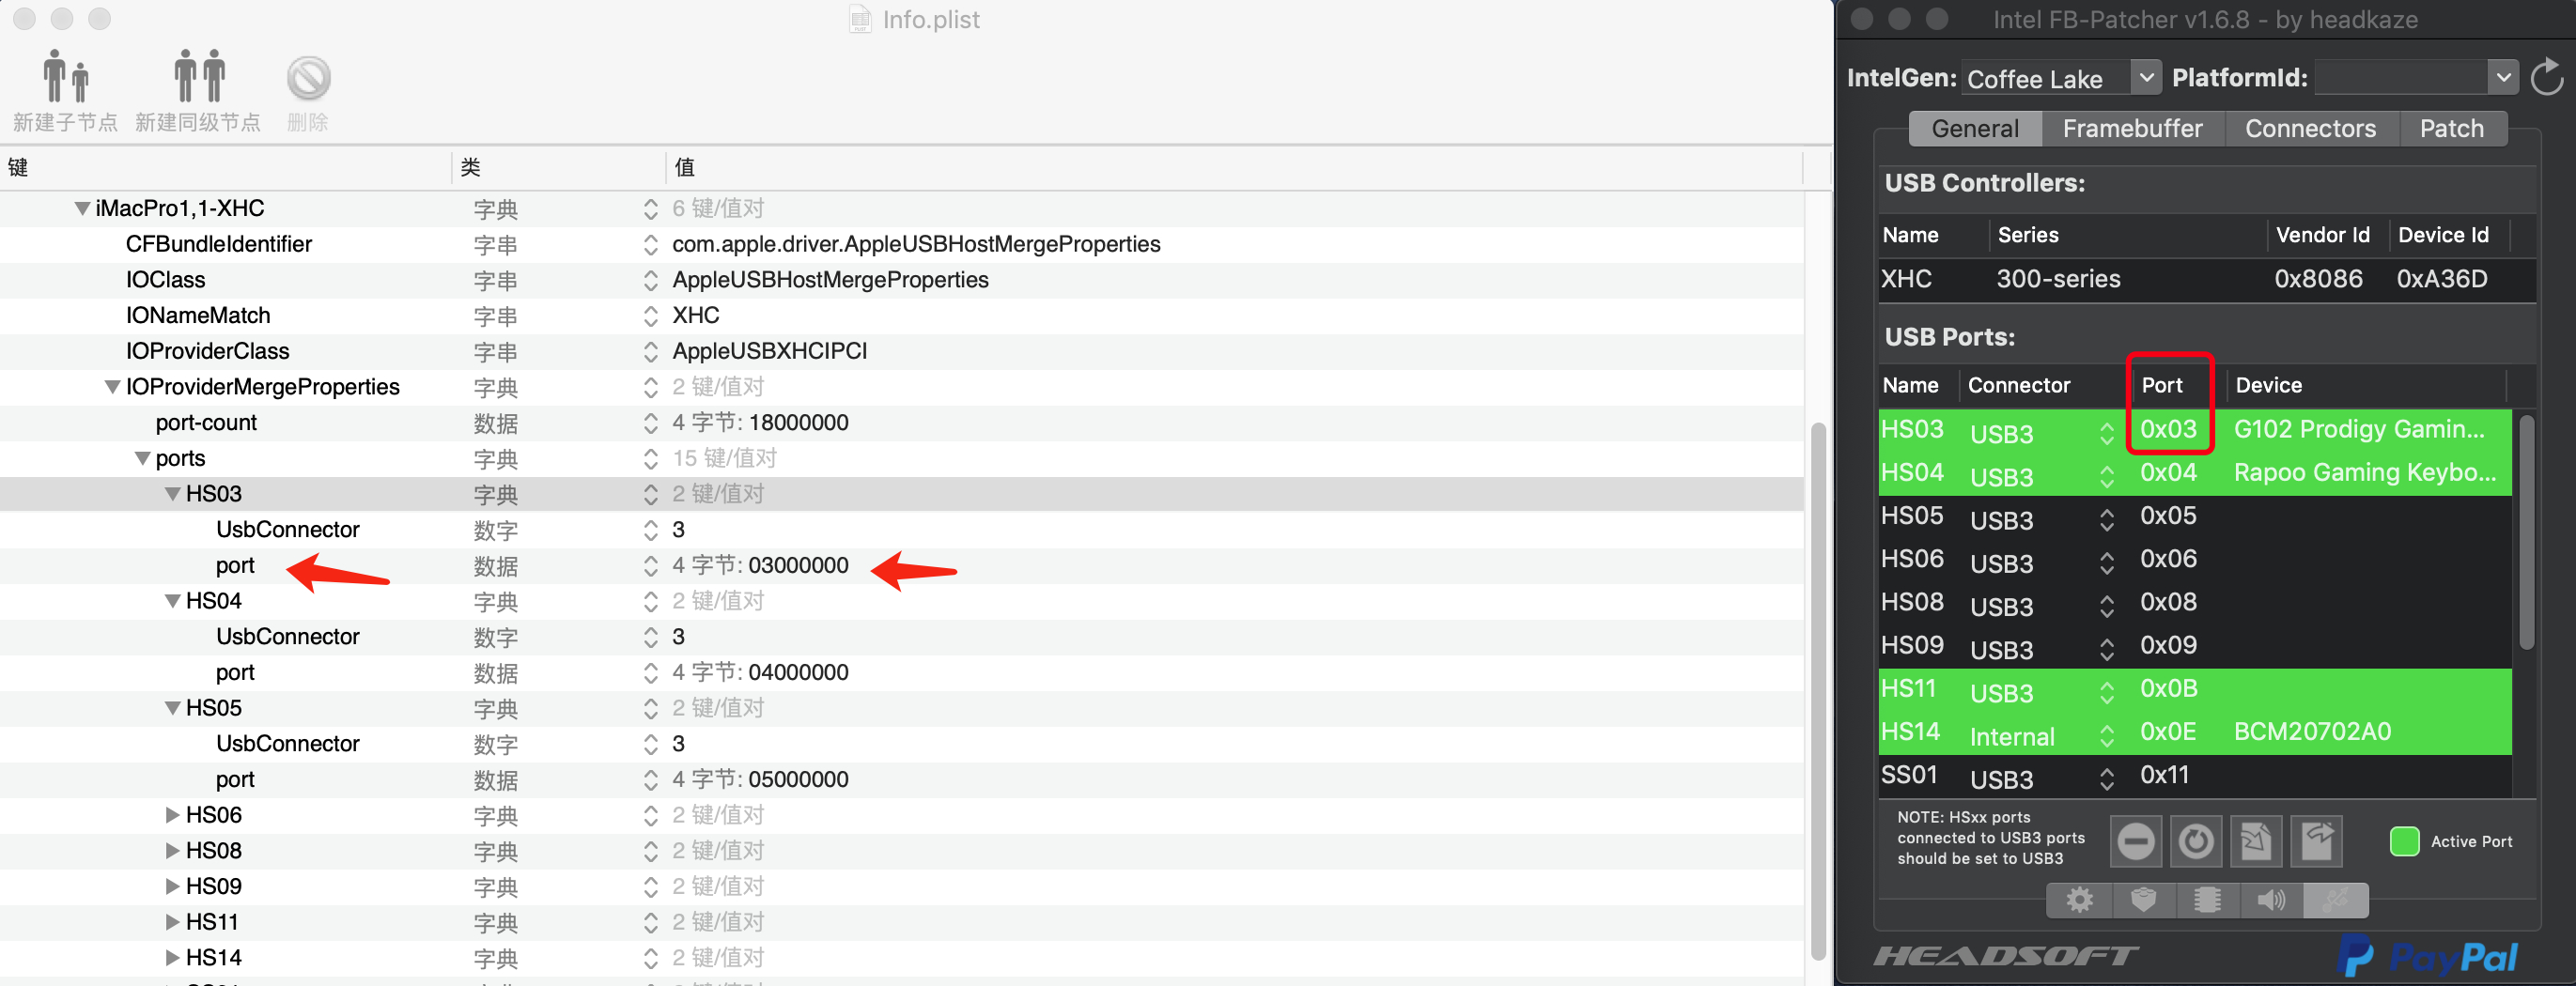 Info.plist
新建子节点 新建同级节点 删除
键 类 值
iMacPro1,1-XHC 字典 6 键/值对
CFBundleIdentifier 字串 com.apple.driver.AppleUSBHostMergeProperties
IOClass 字串 AppleUSBHostMergeProperties
IONameMatch 字串 XHC
IOProviderClass 字串 AppleUSBXHCIPCI
IOProviderMergeProperties 字典 2 键/值对
port-count 数据 4 字节: 18000000
ports 字典 15 键/值对
HS03 字典 2 键/值对
UsbConnector 数字 3
port 数据 4 字节: 03000000
HS04 字典 2 键/值对
UsbConnector 数字 3
port 数据 4 字节: 04000000
HS05 字典 2 键/值对
UsbConnector 数字 3
port 数据 4 字节: 05000000
HS06 字典 2 键/值对
HS08 字典 2 键/值对
HS09 字典 2 键/值对
HS11 字典 2 键/值对
HS14 字典 2 键/值对
Intel FB-Patcher v1.6.8 - by headkaze
IntelGen: Coffee Lake PlatformId:
General Framebuffer Connectors Patch
USB Controllers:
Name Series Vendor Id Device Id
XHC 300-series 0x8086 0xA36D
USB Ports:
Name Connector Port Device
HS03 USB3 0x03 G102 Prodigy Gamin...
HS04 USB3 0x04 Rapoo Gaming Keybo...
HS05 USB3 0x05
HS06 USB3 0x06
HS08 USB3 0x08
HS09 USB3 0x09
HS11 USB3 0x0B
HS14 Internal 0x0E BCM20702A0
SS01 USB3 0x11
NOTE: HSxx ports
connected to USB3 ports
should be set to USB3
Active Port
HEADSOFT
PayPal